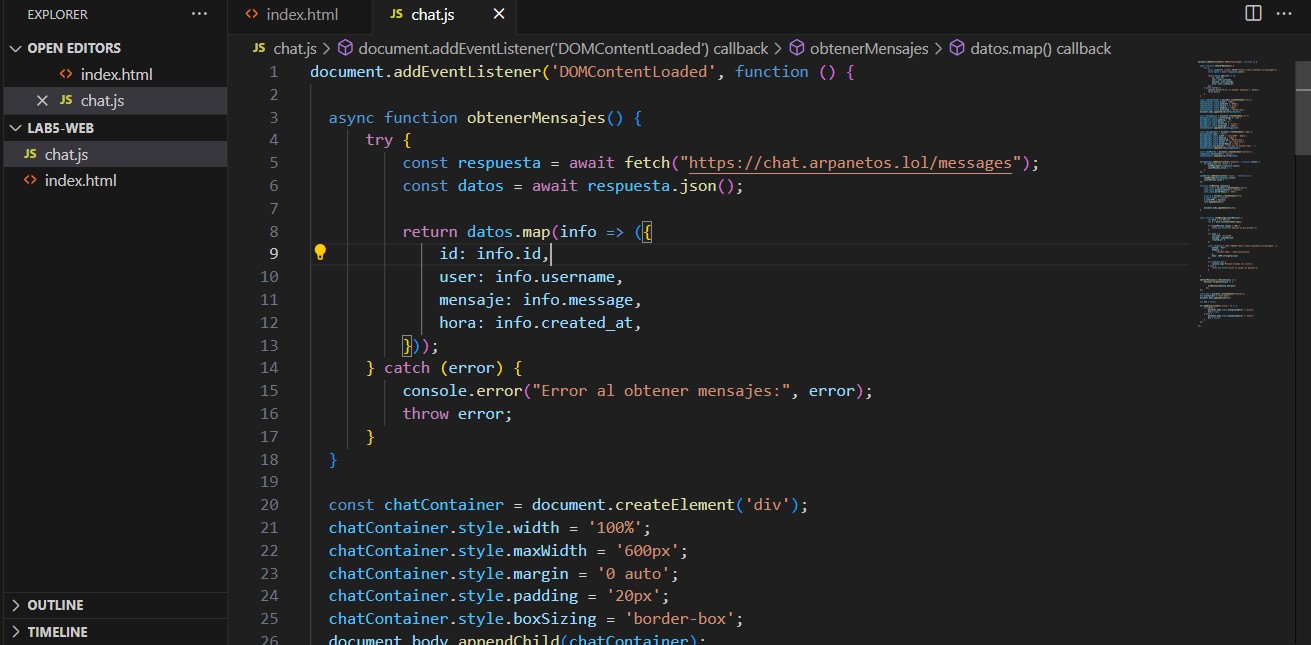 EXPLORER
OPEN EDITORS
index.html
chat.js
LAB5-WEB
chat.js
index.html
OUTLINE
TIMELINE
index.html
JS chat.js
JS chat.js > document.addEventListener('DOMContentLoaded') callback > obtenerMensajes > datos.map() callback
1 document.addEventListener('DOMContentLoaded', function () {
2
3 async function obtenerMensajes() {
4 try {
5 const respuesta = await fetch("https://chat.arpanetos.lol/messages");
6 const datos = await respuesta.json();
7
8 return datos.map(info => ({
9 id: info.id,
10 user: info.username,
11 mensaje: info.message,
12 hora: info.created_at,
13 }));
14 } catch (error) {
15 console.error("Error al obtener mensajes:", error);
16 throw error;
17 }
18 }
19
20 const chatContainer = document.createElement('div');
21 chatContainer.style.width = '100%';
22 chatContainer.style.maxWidth = '600px';
23 chatContainer.style.margin = '0 auto';
24 chatContainer.style.padding = '20px';
25 chatContainer.style.boxSizing = 'border-box';
26 document.body.appendChild(chatContainer);